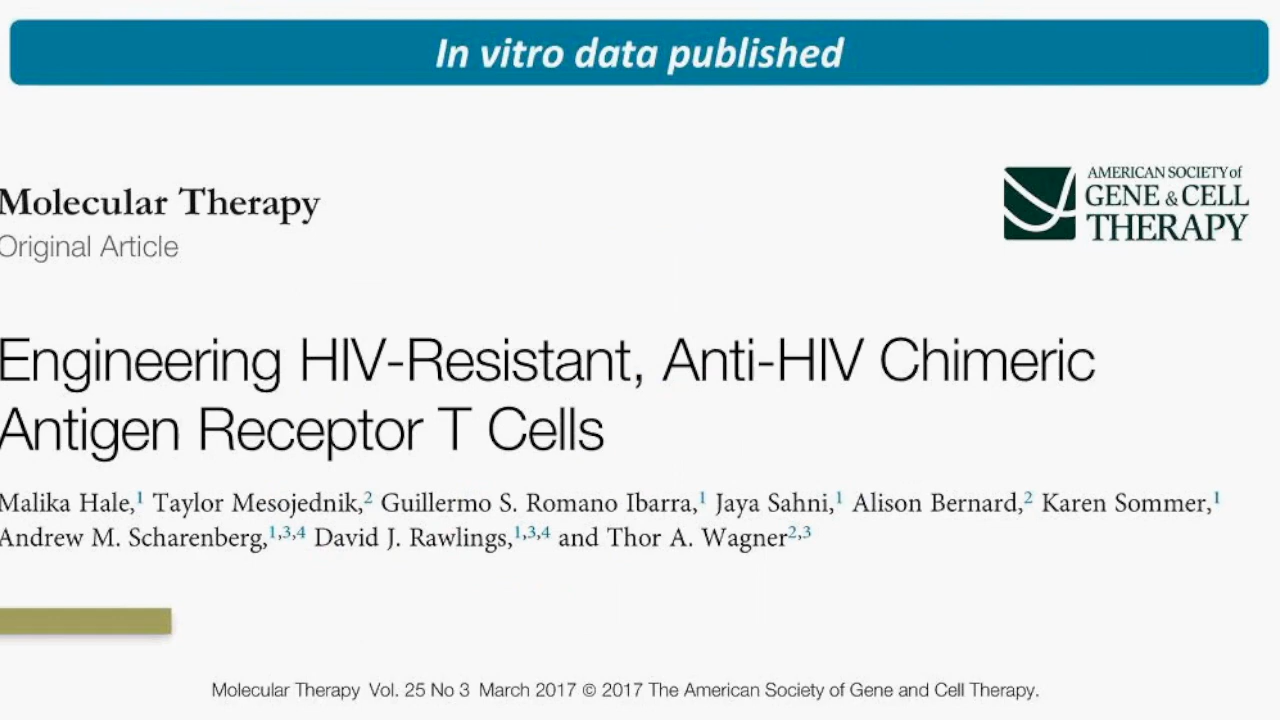 In vitro data published
Molecular Therapy
Original Article
AMERICAN SOCIETY of
GENE & CELL
THERAPY
Engineering HIV-Resistant, Anti-HIV Chimeric
Antigen Receptor T Cells
Malika Hale,1 Taylor Mesojednik,2 Guillermo S. Romano Ibarra,1 Jaya Sahni,1 Alison Bernard,2 Karen Sommer,1
Andrew M. Scharenberg,1,3,4 David J. Rawlings,1,3,4 and Thor A. Wagner2,3
Molecular Therapy Vol. 25 No 3 March 2017 © 2017 The American Society of Gene and Cell Therapy.